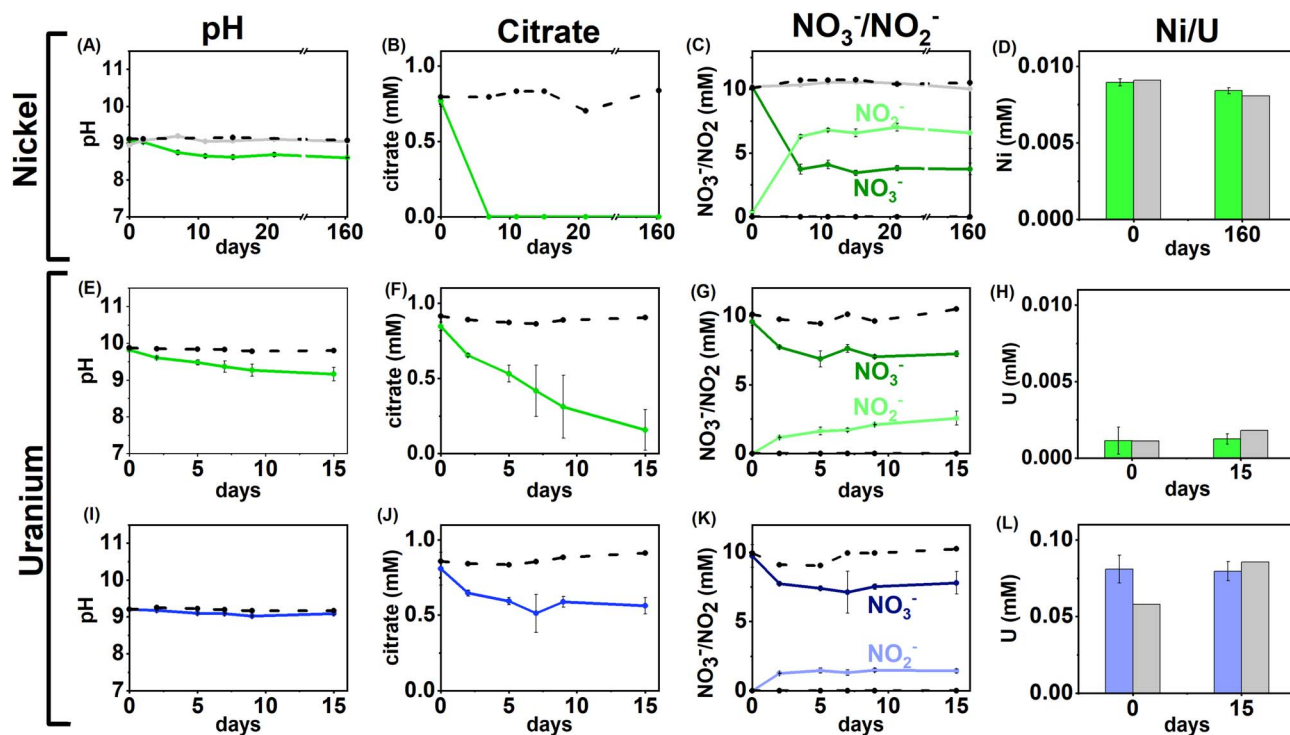 pH Citrate NO3-/NO2- Ni/U
Nickel
(A) (B) (C) (D)
11 10 9 8 7
pH
0 10 20 160
days
1.0 0.5 0.0
citrate (mM)
0 10 20 160
days
10 5 0
NO3-/NO2 (mM)
NO2-
NO3-
0 10 20 160
days
0.010 0.005 0.000
Ni (mM)
0 160
days
Uranium
(E) (F) (G) (H)
11 10 9 8 7
pH
0 5 10 15
days
1.0 0.5 0.0
citrate (mM)
0 5 10 15
days
10 5 0
NO3-/NO2 (mM)
NO3-
NO2-
0 5 10 15
days
0.010 0.005 0.000
U (mM)
0 15
days
(I) (J) (K) (L)
11 10 9 8 7
pH
0 5 10 15
days
1.0 0.5 0.0
citrate (mM)
0 5 10 15
days
10 5 0
NO3-/NO2 (mM)
NO3-
NO2-
0 5 10 15
days
0.10 0.05 0.00
U (mM)
0 15
days